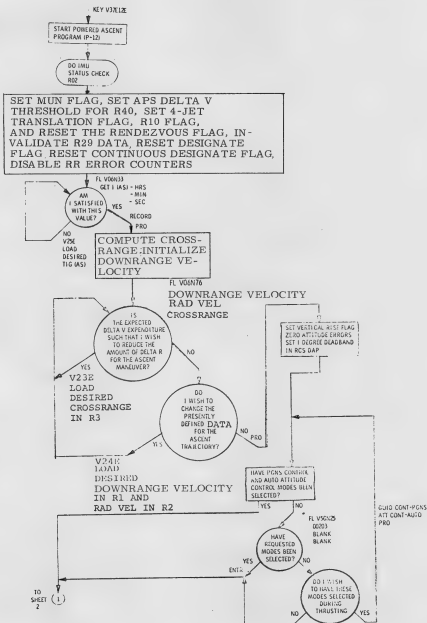 KEY V37E12E
START POWERED ASCENT
PROGRAM (P-12)
DO IMU
STATUS CHECK
R02
SET MUN FLAG, SET APS DELTA V
THRESHOLD FOR R40, SET 4-JET
TRANSLATION FLAG, R10 FLAG,
AND RESET THE RENDEZVOUS FLAG, IN-
VALIDATE R29 DATA, RESET DESIGNATE
FLAG, RESET CONTINUOUS DESIGNATE FLAG,
DISABLE RR ERROR COUNTERS
FL V06N33
GET T (AS) - HRS
- MIN
- SEC
AM
I SATISFIED
WITH THIS
VALUE?
YES
RECORD
PRO
NO
V25E
LOAD
DESIRED
TIG (AS)
COMPUTE CROSS-
RANGE:INITIALIZE
DOWNRANGE VE-
LOCITY
FL V06N76
DOWNRANGE VELOCITY
RAD VEL
CROSSRANGE
IS
THE EXPECTED
DELTA V EXPENDITURE
SUCH THAT I WISH
TO REDUCE THE
AMOUNT OF DELTA R
FOR THE ASCENT
MANEUVER?
NO
YES
V23E
LOAD
DESIRED
CROSSRANGE
IN R3
SET VERTICAL RISE FLAG
ZERO ATTITUDE ERRORS
SET 1 DEGREE DEADBAND
IN RCS DAP
DO
I WISH TO
CHANGE THE
PRESENTLY
DEFINED DATA
FOR THE
ASCENT
TRAJECTORY?
NO
PRO
YES
V24E
LOAD
DESIRED
DOWNRANGE VELOCITY
IN R1 AND
RAD VEL IN R2
HAVE PGNS CONTROL
AND AUTO ATTITUDE
CONTROL MODES BEEN
SELECTED?
YES
NO
FL V50N25
00203
BLANK
BLANK
GUID CONT-PGNS
ATT CONT-AUTO
PRO
HAVE
REQUESTED
MODES BEEN
SELECTED?
YES
NO
ENTR
DO I WISH
TO HAVE THESE
MODES SELECTED
DURING
THRUSTING
NO
YES
TO
SHEET
2
1